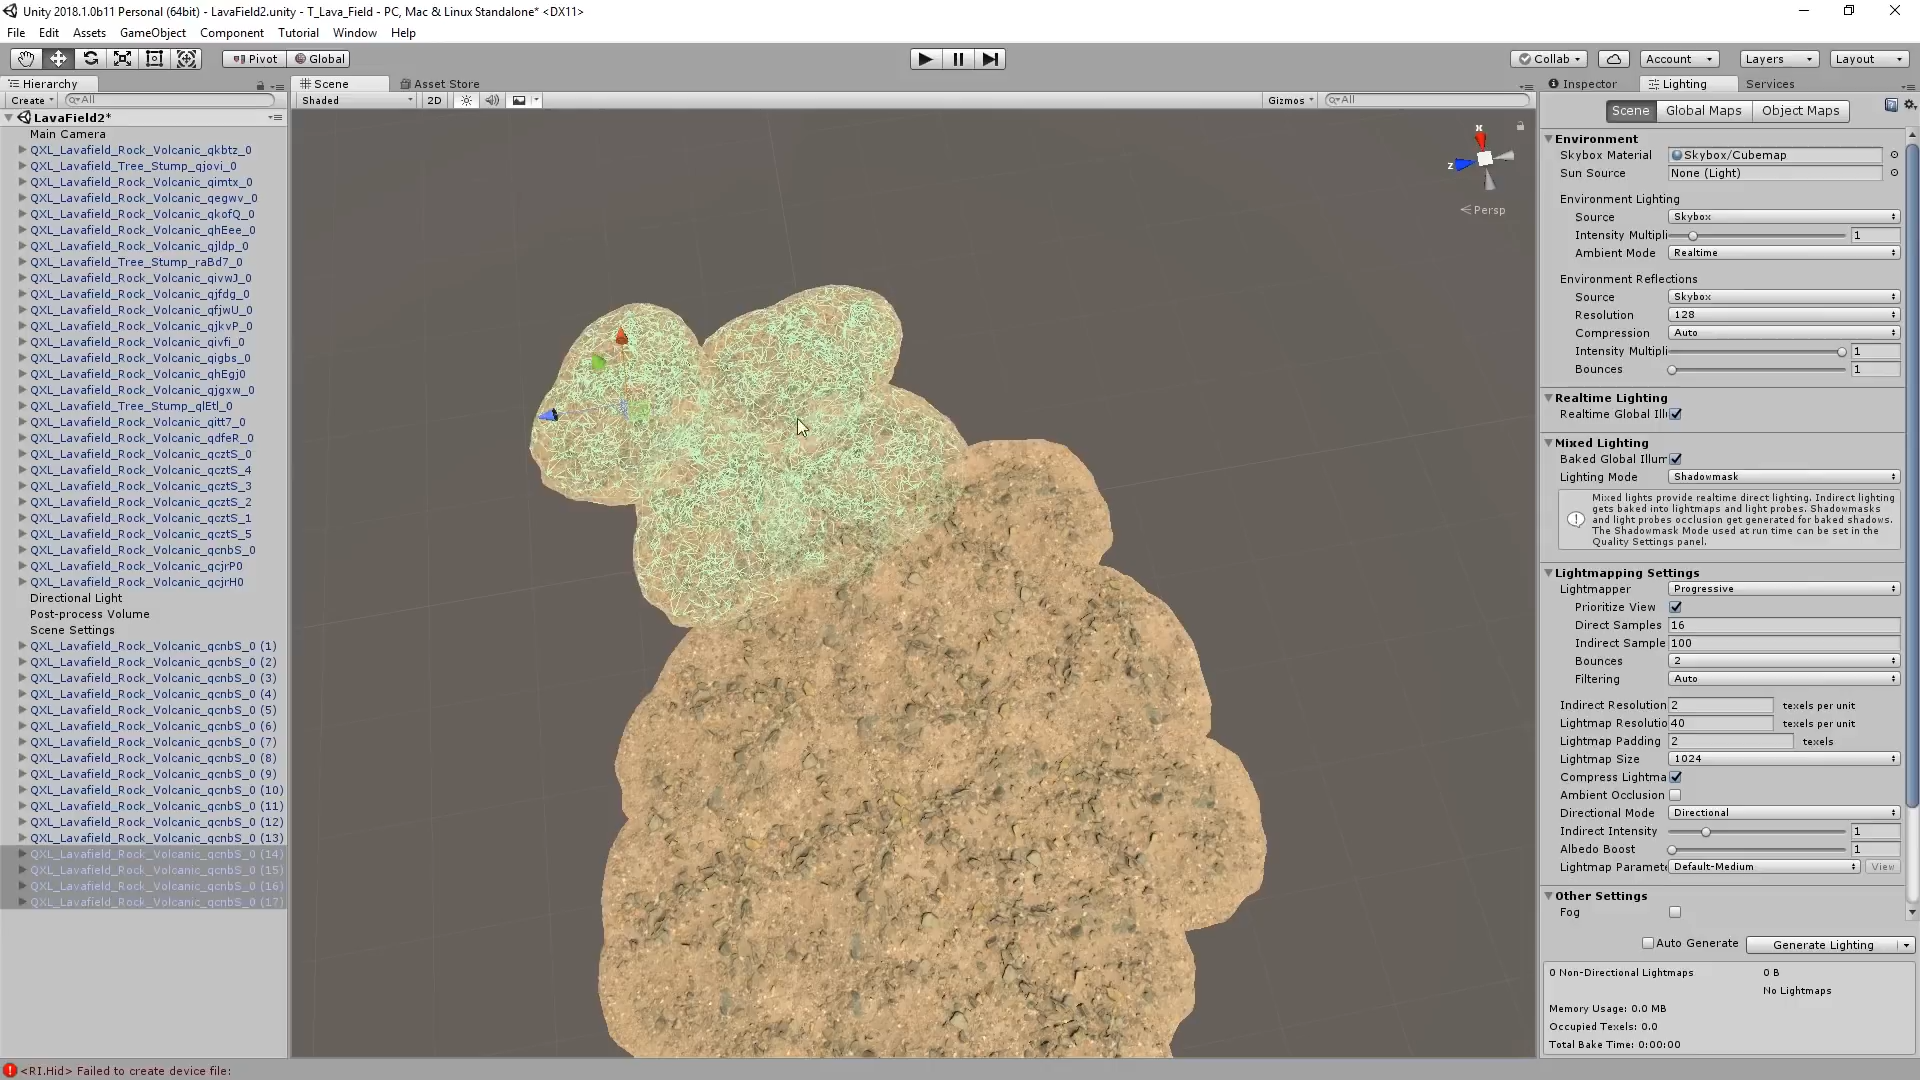 Unity 2018.1.0b11 Personal (64bit) - LavaField2.unity - T_Lava_Field - PC, Mac & Linux Standalone* <DX11>
File Edit Assets GameObject Component Tutorial Window Help
Pivot Global Collab Account Layers Layout
Hierarchy
Create All
LavaField2*
Main Camera
QXL_Lavafield_Rock_Volcanic_qkbtz_0
QXL_Lavafield_Tree_Stump_qjovi_0
QXL_Lavafield_Rock_Volcanic_qimtx_0
QXL_Lavafield_Rock_Volcanic_qegwv_0
QXL_Lavafield_Rock_Volcanic_qkofQ_0
QXL_Lavafield_Rock_Volcanic_qhEee_0
QXL_Lavafield_Rock_Volcanic_qjldp_0
QXL_Lavafield_Tree_Stump_raBd7_0
QXL_Lavafield_Rock_Volcanic_qivwJ_0
QXL_Lavafield_Rock_Volcanic_qjfdg_0
QXL_Lavafield_Rock_Volcanic_qfjwU_0
QXL_Lavafield_Rock_Volcanic_qjkvP_0
QXL_Lavafield_Rock_Volcanic_qivfi_0
QXL_Lavafield_Rock_Volcanic_qigbs_0
QXL_Lavafield_Rock_Volcanic_qhEgj0
QXL_Lavafield_Rock_Volcanic_qjgxw_0
QXL_Lavafield_Tree_Stump_qlEtl_0
QXL_Lavafield_Rock_Volcanic_qitt7_0
QXL_Lavafield_Rock_Volcanic_qdfeR_0
QXL_Lavafield_Rock_Volcanic_qcztS_0
QXL_Lavafield_Rock_Volcanic_qcztS_4
QXL_Lavafield_Rock_Volcanic_qcztS_3
QXL_Lavafield_Rock_Volcanic_qcztS_2
QXL_Lavafield_Rock_Volcanic_qcztS_1
QXL_Lavafield_Rock_Volcanic_qcztS_5
QXL_Lavafield_Rock_Volcanic_qcnbS_0
QXL_Lavafield_Rock_Volcanic_qcjrP0
QXL_Lavafield_Rock_Volcanic_qcjrH0
Directional Light
Post-process Volume
Scene Settings
QXL_Lavafield_Rock_Volcanic_qcnbS_0 (1)
QXL_Lavafield_Rock_Volcanic_qcnbS_0 (2)
QXL_Lavafield_Rock_Volcanic_qcnbS_0 (3)
QXL_Lavafield_Rock_Volcanic_qcnbS_0 (4)
QXL_Lavafield_Rock_Volcanic_qcnbS_0 (5)
QXL_Lavafield_Rock_Volcanic_qcnbS_0 (6)
QXL_Lavafield_Rock_Volcanic_qcnbS_0 (7)
QXL_Lavafield_Rock_Volcanic_qcnbS_0 (8)
QXL_Lavafield_Rock_Volcanic_qcnbS_0 (9)
QXL_Lavafield_Rock_Volcanic_qcnbS_0 (10)
QXL_Lavafield_Rock_Volcanic_qcnbS_0 (11)
QXL_Lavafield_Rock_Volcanic_qcnbS_0 (12)
QXL_Lavafield_Rock_Volcanic_qcnbS_0 (13)
QXL_Lavafield_Rock_Volcanic_qcnbS_0 (14)
QXL_Lavafield_Rock_Volcanic_qcnbS_0 (15)
QXL_Lavafield_Rock_Volcanic_qcnbS_0 (16)
QXL_Lavafield_Rock_Volcanic_qcnbS_0 (17)
Scene Asset Store
Shaded 2D Gizmos All
x
z
Persp
Inspector Lighting Services
Scene Global Maps Object Maps
Environment
Skybox Material Skybox/Cubemap
Sun Source None (Light)
Environment Lighting
Source Skybox
Intensity Multipli 1
Ambient Mode Realtime
Environment Reflections
Source Skybox
Resolution 128
Compression Auto
Intensity Multipli 1
Bounces 1
Realtime Lighting
Realtime Global Ill
Mixed Lighting
Baked Global Illum
Lighting Mode Shadowmask
Mixed lights provide realtime direct lighting. Indirect lighting
gets baked into lightmaps and light probes. Shadowmasks
and light probes occlusion get generated for baked shadows.
The Shadowmask Mode used at run time can be set in the
Quality Settings panel.
Lightmapping Settings
Lightmapper Progressive
Prioritize View
Direct Samples 16
Indirect Sample 100
Bounces 2
Filtering Auto
Indirect Resolution 2 texels per unit
Lightmap Resolutio 40 texels per unit
Lightmap Padding 2 texels
Lightmap Size 1024
Compress Lightma
Ambient Occlusion
Directional Mode Directional
Indirect Intensity 1
Albedo Boost 1
Lightmap Paramete Default-Medium View
Other Settings
Fog
Auto Generate Generate Lighting
0 Non-Directional Lightmaps 0 B
No Lightmaps
Memory Usage: 0.0 MB
Occupied Texels: 0.0
Total Bake Time: 0:00:00
<RI.Hid> Failed to create device file: